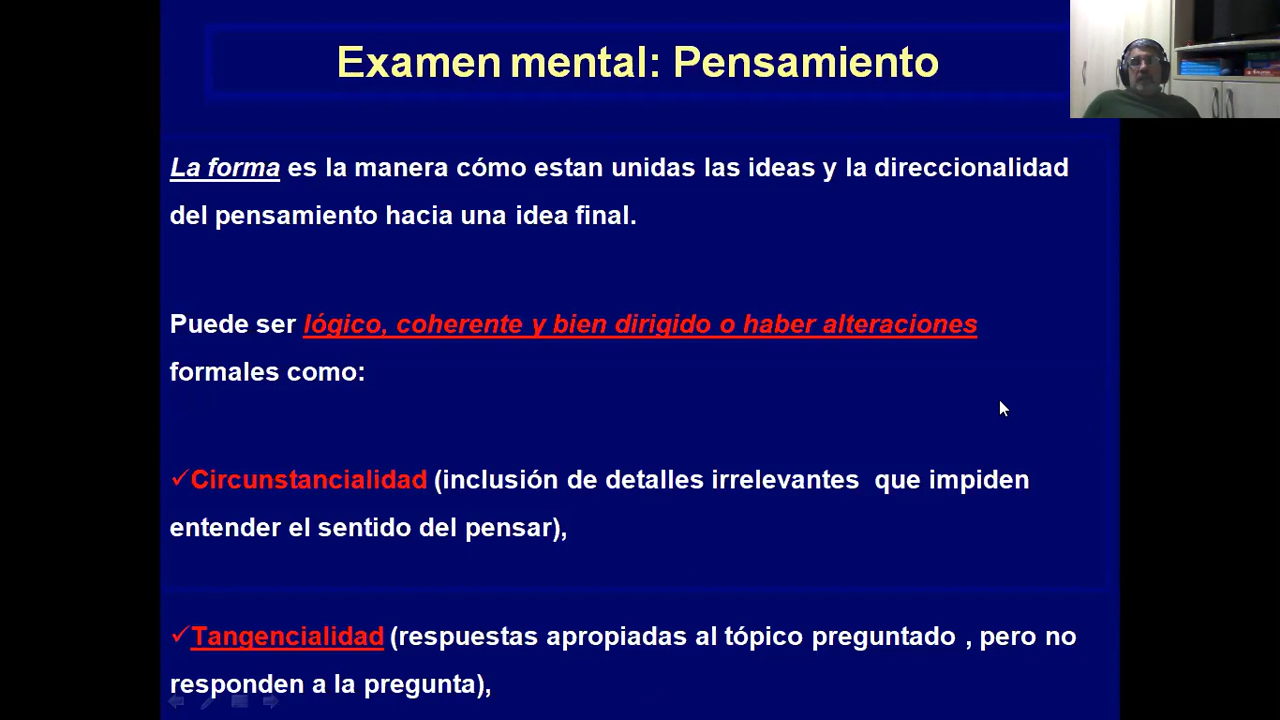 Examen mental: Pensamiento
La forma es la manera cómo estan unidas las ideas y la direccionalidad
del pensamiento hacia una idea final.
Puede ser lógico, coherente y bien dirigido o haber alteraciones
formales como:
✓Circunstancialidad (inclusión de detalles irrelevantes que impiden
entender el sentido del pensar),
✓Tangencialidad (respuestas apropiadas al tópico preguntado , pero no
responden a la pregunta),